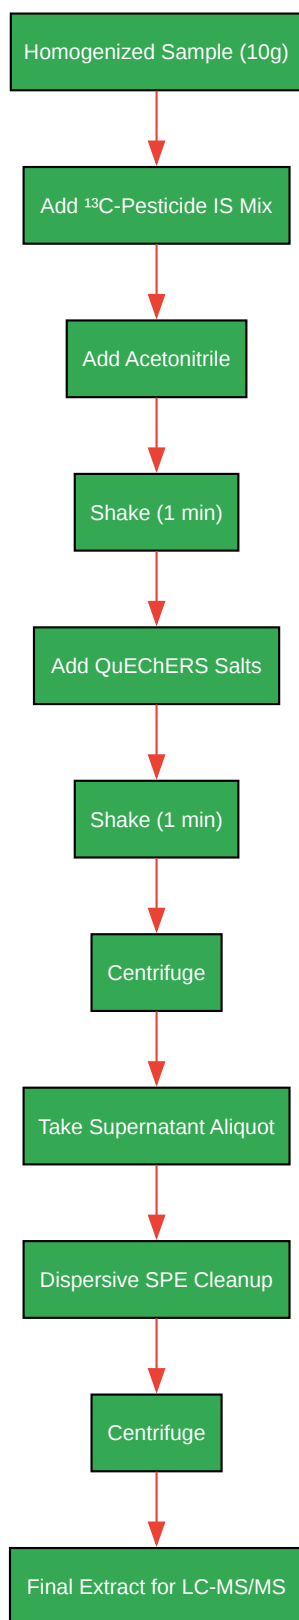 Homogenized Sample (10g)
Add ¹³C-Pesticide IS Mix
Add Acetonitrile
Shake (1 min)
Add QuEChERS Salts
Shake (1 min)
Centrifuge
Take Supernatant Aliquot
Dispersive SPE Cleanup
Centrifuge
Final Extract for LC-MS/MS